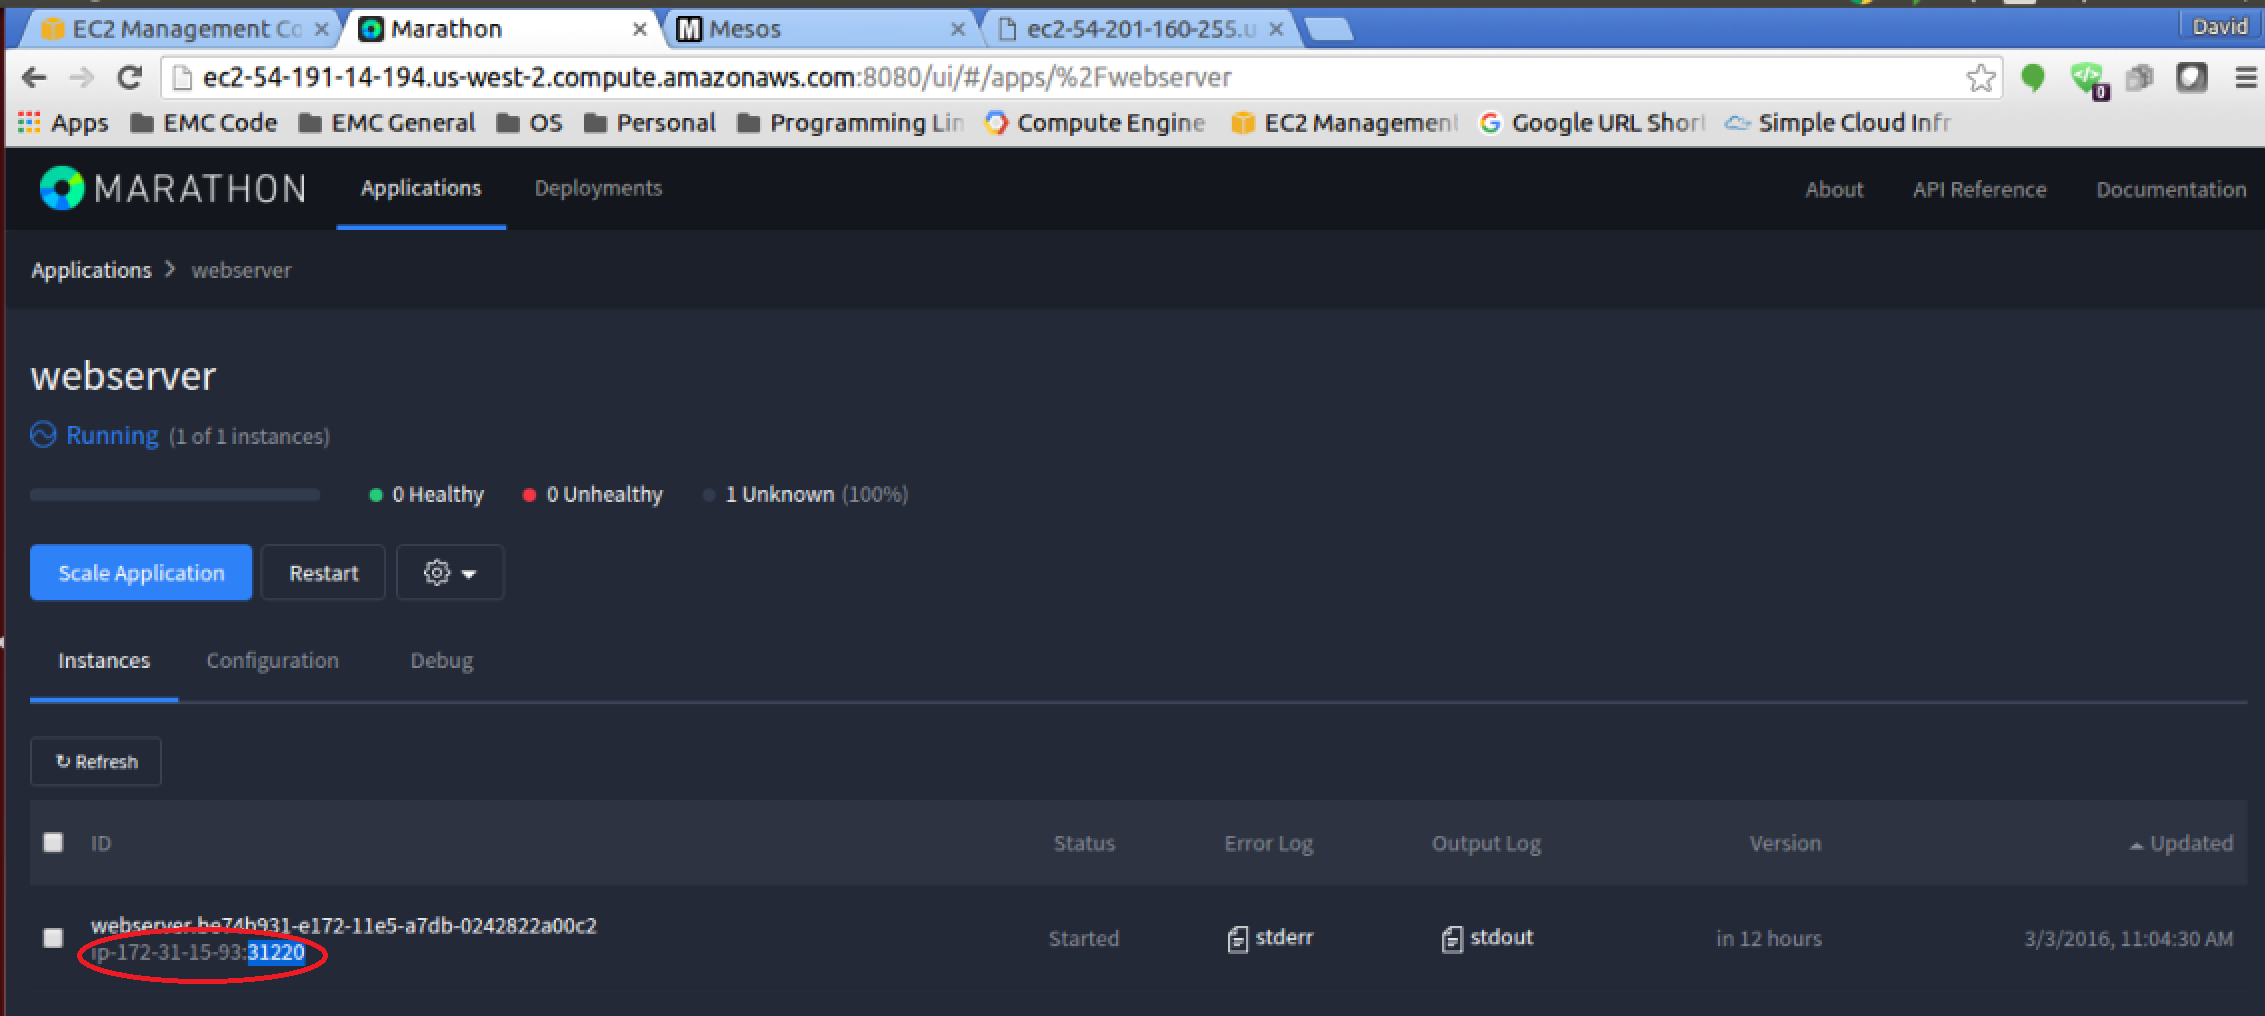 EC2 Management Co
Marathon
Mesos
ec2-54-201-160-255.u
David
ec2-54-191-14-194.us-west-2.compute.amazonaws.com:8080/ui/#/apps/%2Fwebserver
0
Apps EMC Code EMC General OS Personal Programming Lin Compute Engine EC2 Management Google URL Short Simple Cloud Infr
MARATHON Applications Deployments About API Reference Documentation
Applications > webserver
webserver
Running (1 of 1 instances)
0 Healthy 0 Unhealthy 1 Unknown (100%)
Scale Application Restart
Instances Configuration Debug
↻ Refresh
ID Status Error Log Output Log Version Updated
webserver.be74b931-e172-11e5-a7db-0242822a00c2
ip-172-31-15-93:31220
Started stderr stdout in 12 hours 3/3/2016, 11:04:30 AM